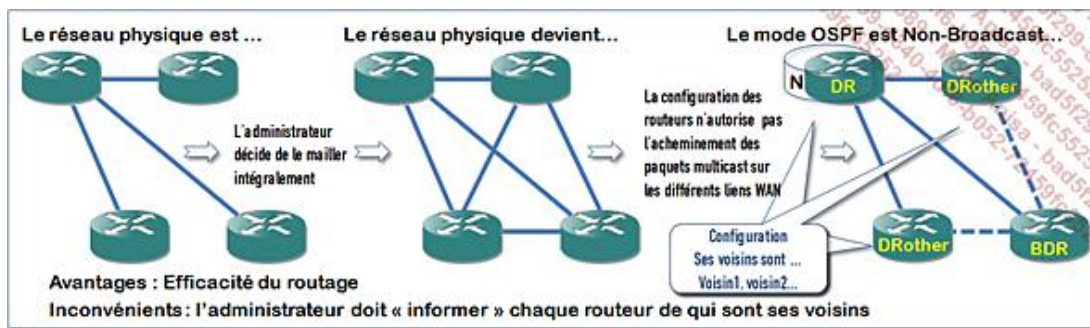 Le réseau physique est ...
Le réseau physique devient...
Le mode OSPF est Non-Broadcast...
L'administrateur
décide de le mailler
intégralement
La configuration des
routeurs n'autorise pas
l'acheminement des
paquets multicast sur
les différents liens WAN
N
DR
DRother
DRother
BDR
Configuration
Ses voisins sont ...
Voisin1, voisin2...
Avantages : Efficacité du routage
Inconvénients : l'administrateur doit « informer » chaque routeur de qui sont ses voisins